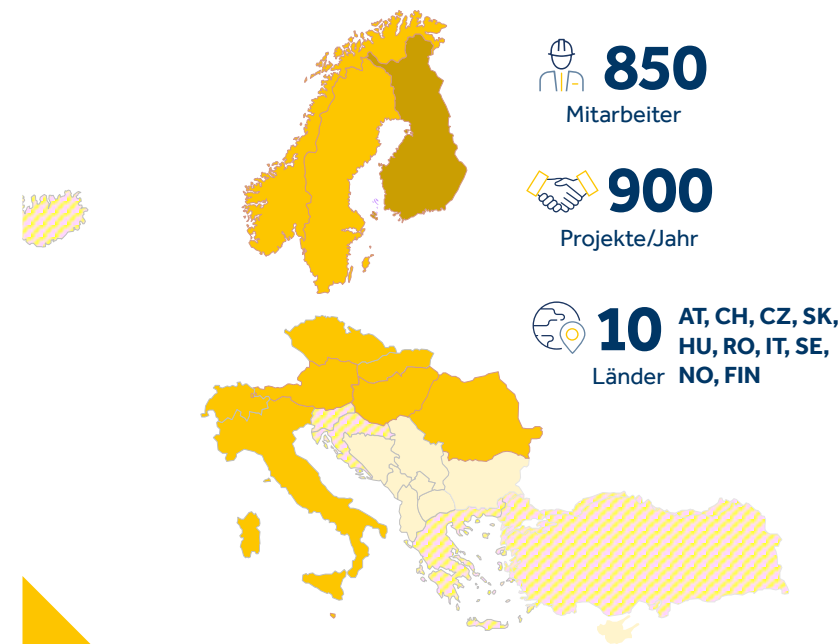 850
Mitarbeiter
900
Projekte/Jahr
10
Länder
AT, CH, CZ, SK,
HU, RO, IT, SE,
NO, FIN